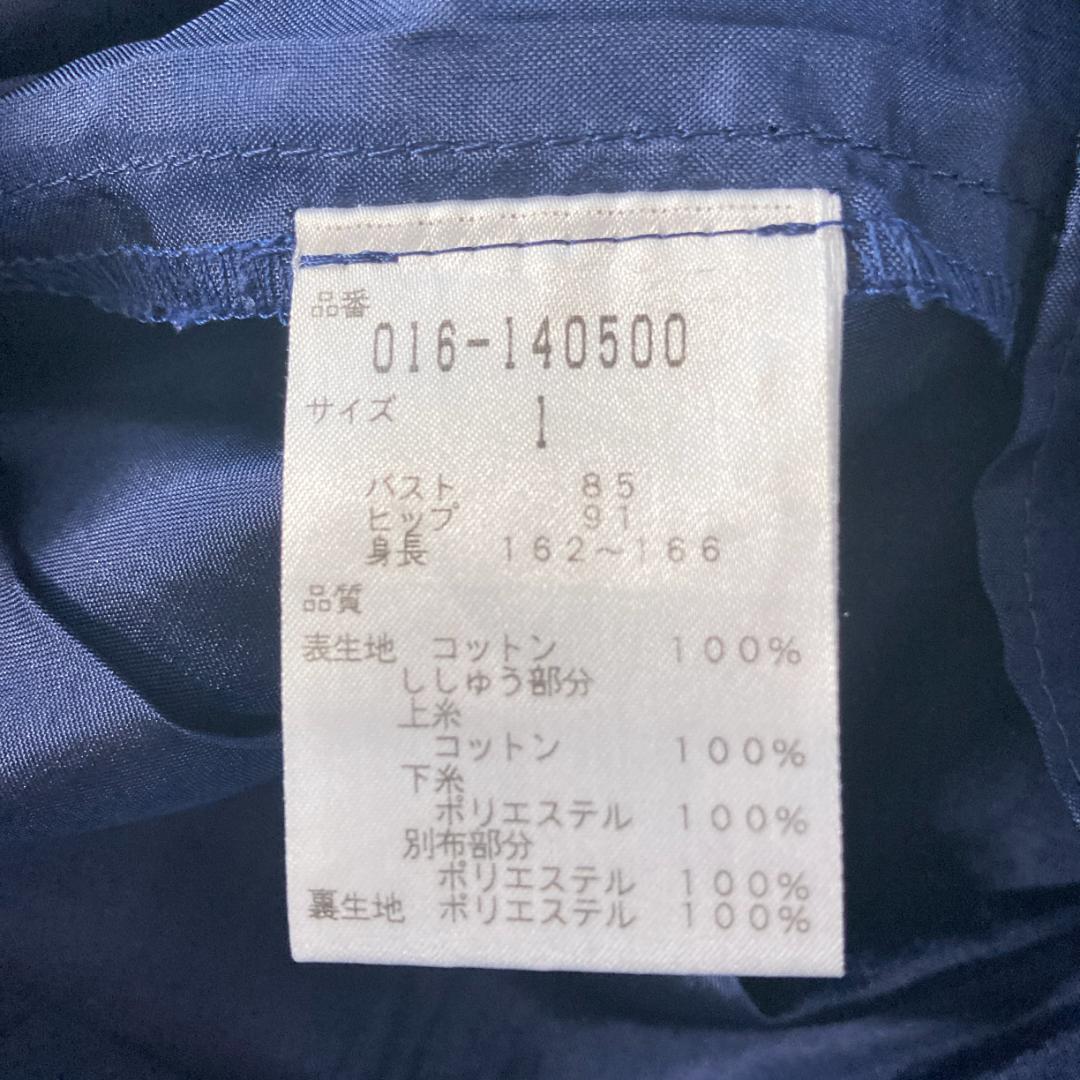 品番
016-140500
サイズ 1
バスト 85
ヒップ 91
身長 162~166
品質
表生地 コットン 100%
ししゅう部分
上糸
コットン 100%
下糸
ポリエステル 100%
別布部分
ポリエステル 100%
裏生地 ポリエステル 100%